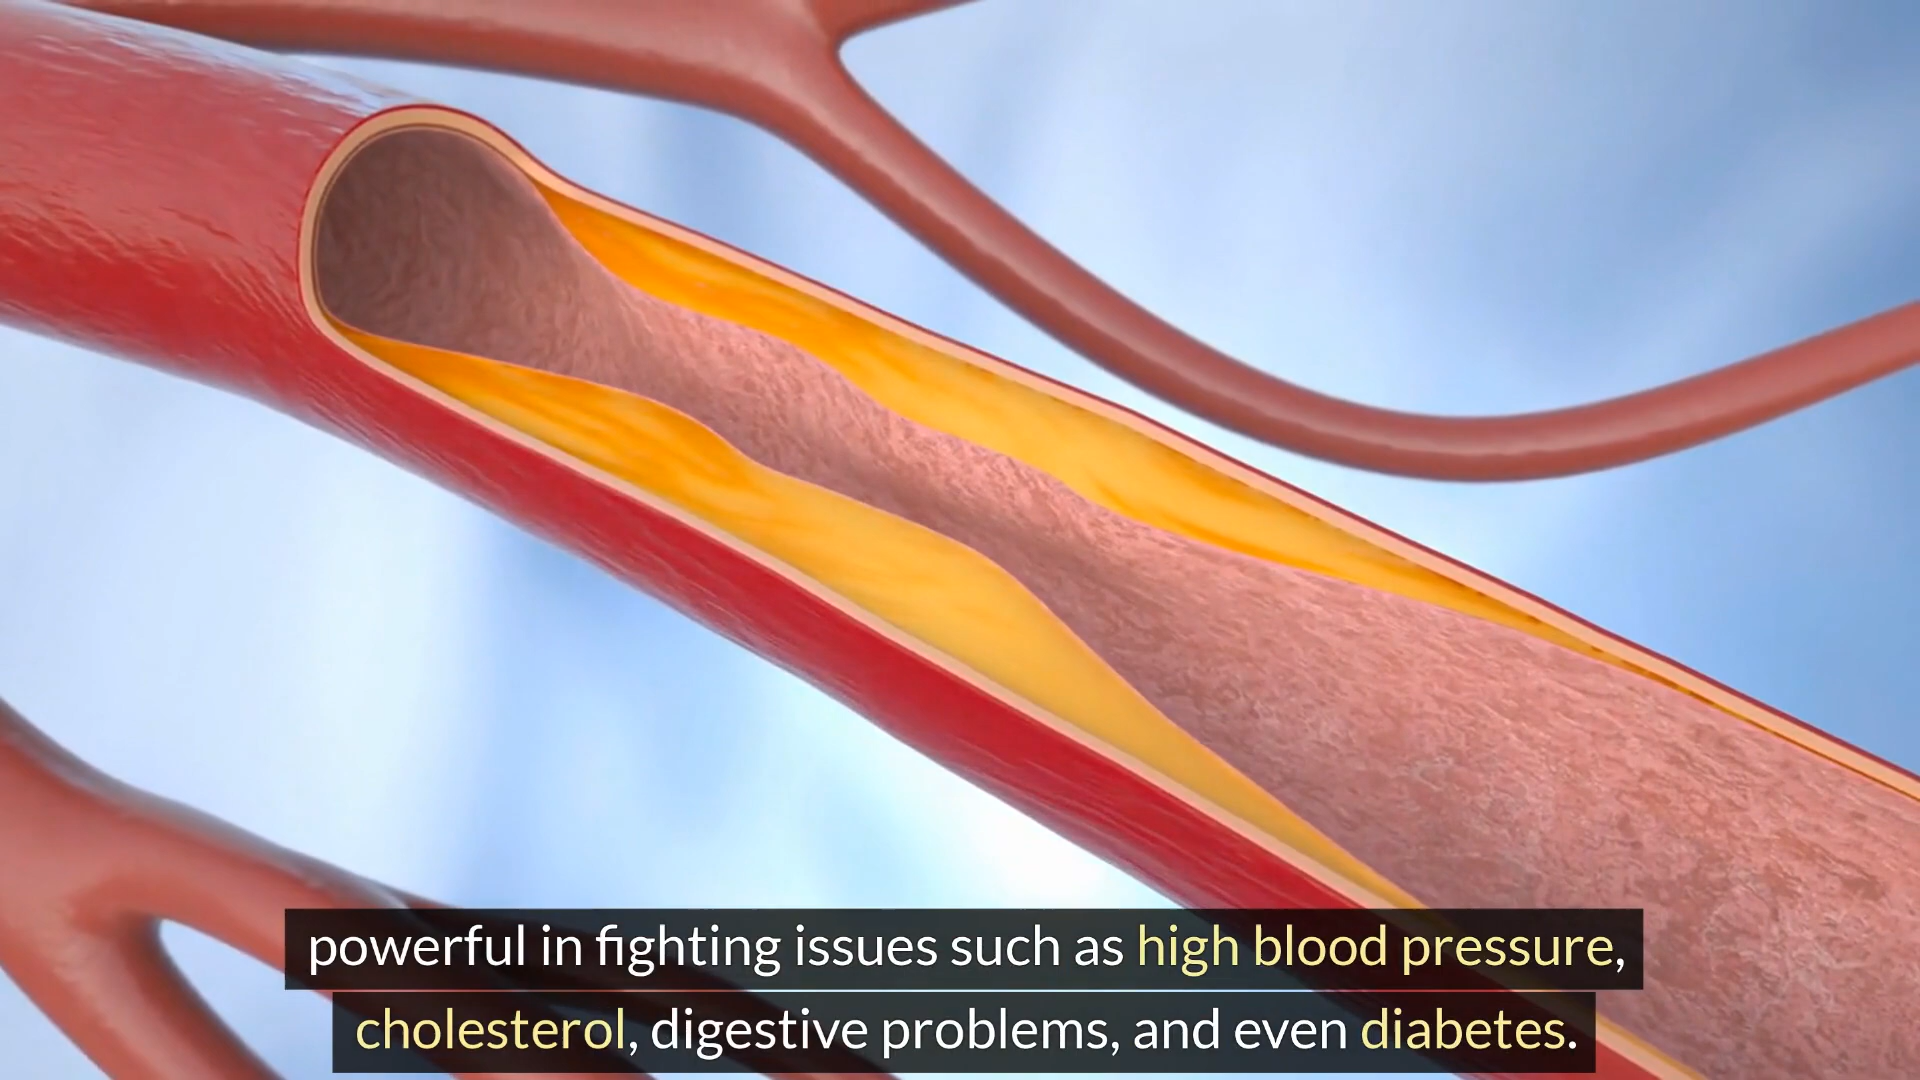 powerful in fighting issues such as high blood pressure,
cholesterol, digestive problems, and even diabetes.